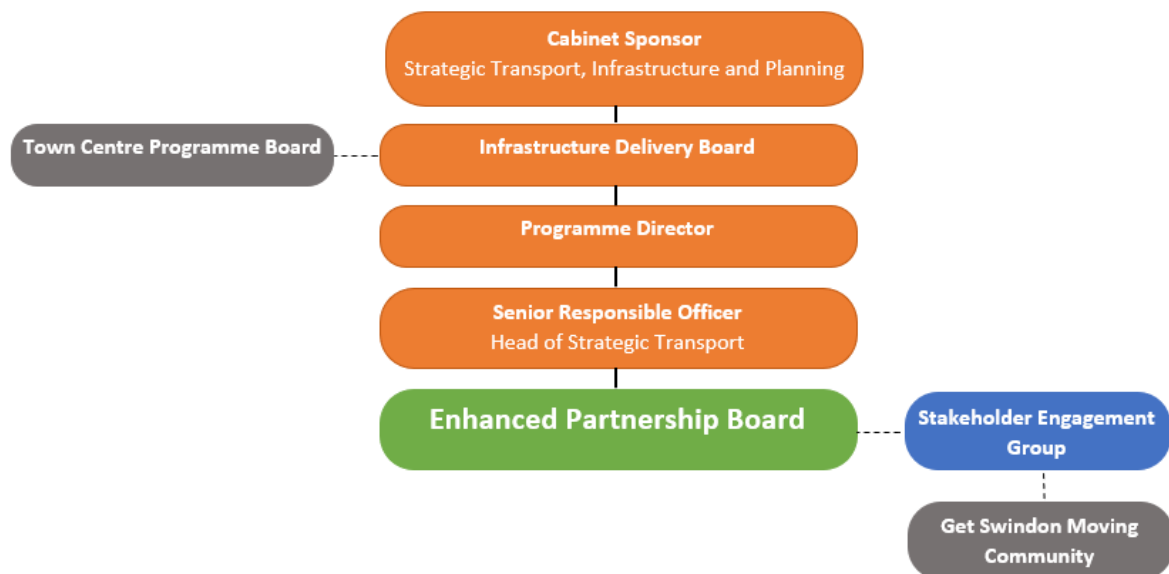 Cabinet Sponsor
Strategic Transport, Infrastructure and Planning
Town Centre Programme Board
Infrastructure Delivery Board
Programme Director
Senior Responsible Officer
Head of Strategic Transport
Enhanced Partnership Board
Stakeholder Engagement
Group
Get Swindon Moving
Community